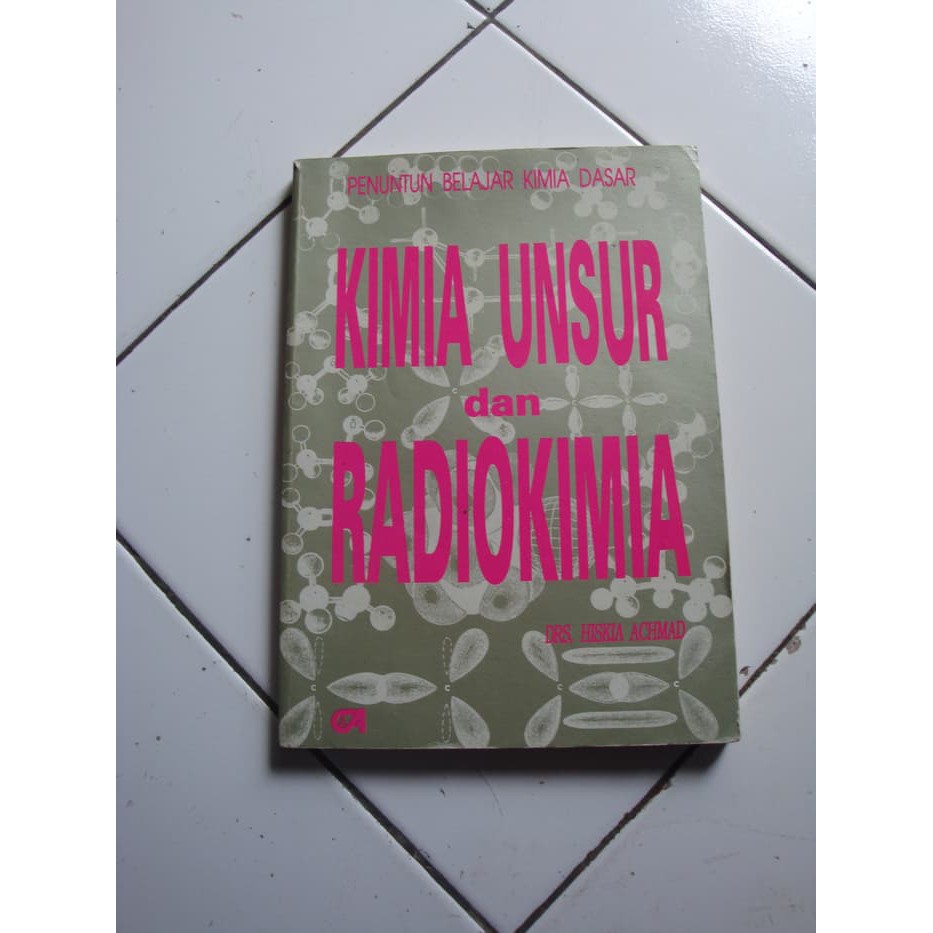 PENUNTUN BELAJAR KIMIA DASAR
KIMIA UNSUR
dan
RADIOKIMIA
DRS. HISKIA ACHMAD